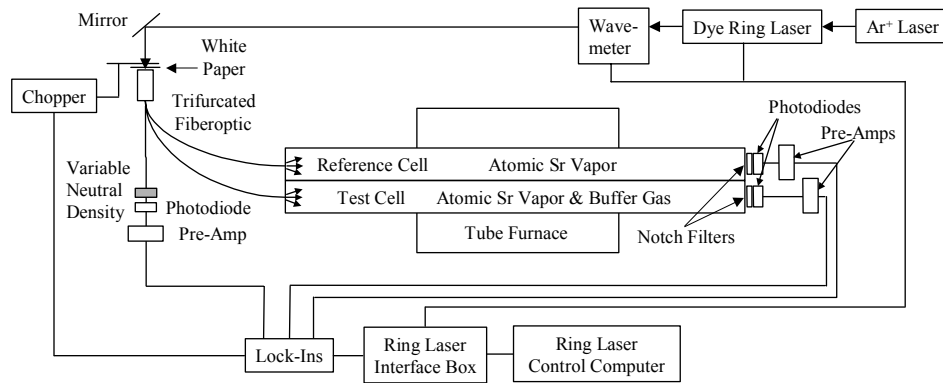 Mirror
White
Paper
Wave-
meter
Dye Ring Laser
Ar+ Laser
Chopper
Trifurcated
Fiberoptic
Photodiodes
Pre-Amps
Reference Cell
Atomic Sr Vapor
Test Cell
Atomic Sr Vapor & Buffer Gas
Variable
Neutral
Density
Photodiode
Pre-Amp
Tube Furnace
Notch Filters
Lock-Ins
Ring Laser
Interface Box
Ring Laser
Control Computer